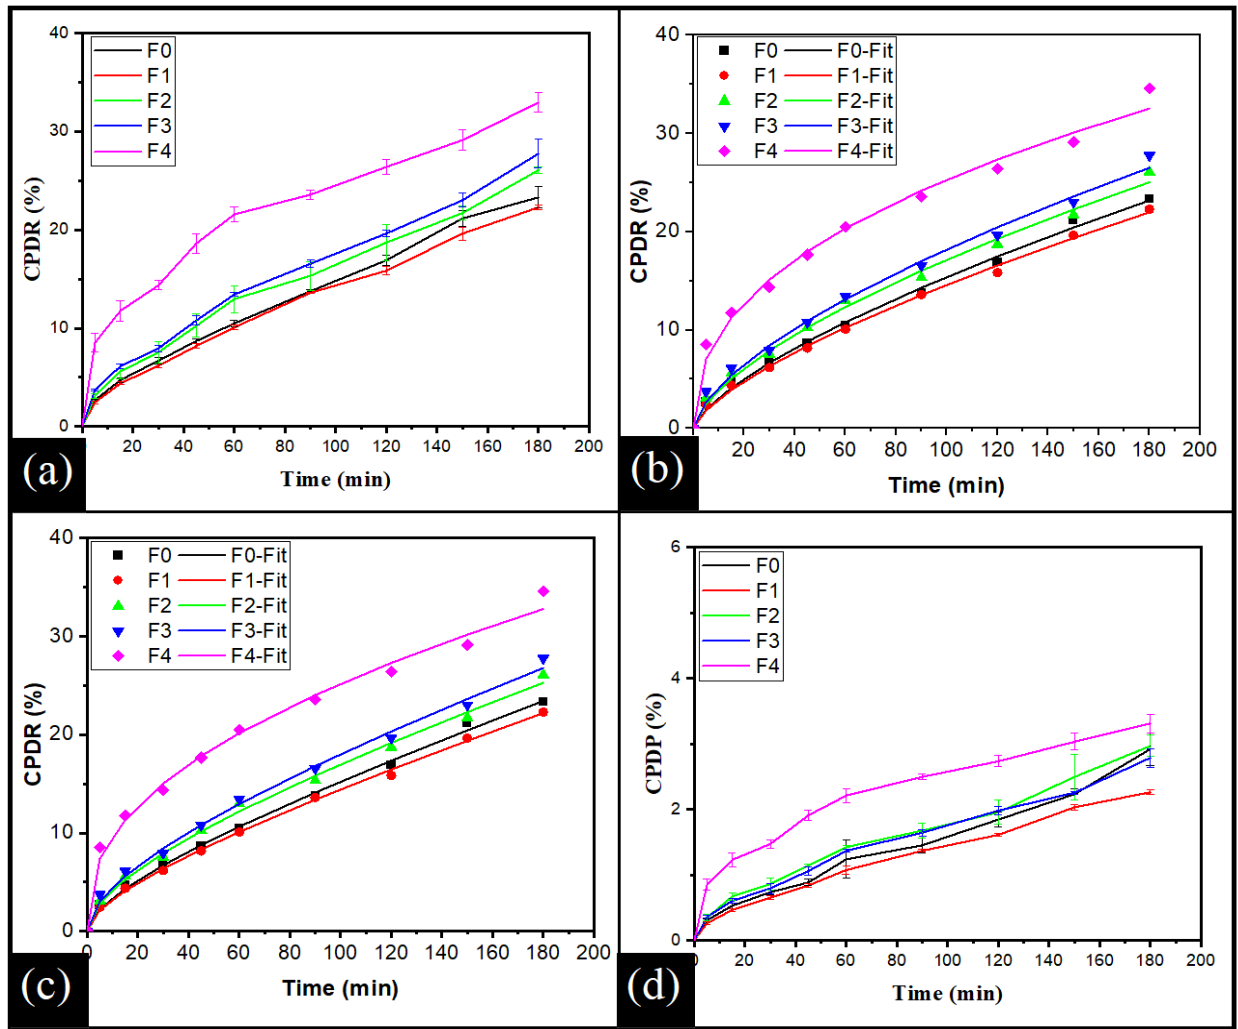 40
30
20
10
0
0 20 40 60 80 100 120 140 160 180 200
CPDR (%)
Time (min)
F0
F1
F2
F3
F4
(a)
40
30
20
10
0
0 20 40 60 80 100 120 140 160 180 200
CPDR (%)
Time (min)
F0 F0-Fit
F1 F1-Fit
F2 F2-Fit
F3 F3-Fit
F4 F4-Fit
(b)
40
30
20
10
0
0 20 40 60 80 100 120 140 160 180 200
CPDR (%)
Time (min)
F0 F0-Fit
F1 F1-Fit
F2 F2-Fit
F3 F3-Fit
F4 F4-Fit
(c)
6
4
2
0
0 20 40 60 80 100 120 140 160 180 200
CPDP (%)
Time (min)
F0
F1
F2
F3
F4
(d)